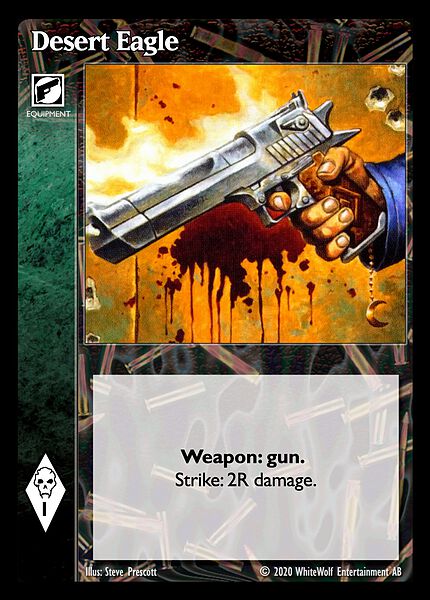 Desert Eagle
EQUIPMENT
Weapon: gun.
Strike: 2R damage.
1
Illus: Steve Prescott
© 2020 WhiteWolf Entertainment AB